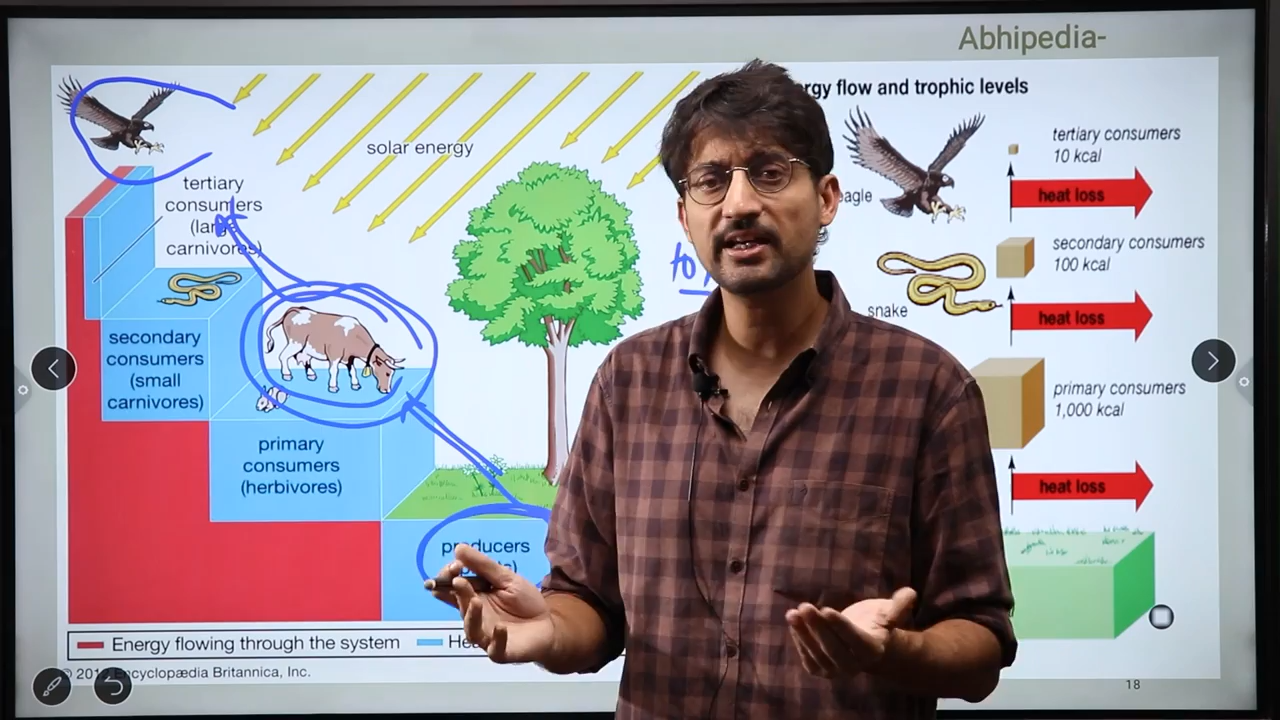 Abhipedia-
rgy flow and trophic levels
solar energy
tertiary
consumers
(large
carnivores)
tertiary consumers
10 kcal
heat loss
eagle
secondary consumers
100 kcal
heat loss
snake
secondary
consumers
(small
carnivores)
primary consumers
1,000 kcal
heat loss
primary
consumers
(herbivores)
producers
Energy flowing through the system
Encyclopædia Britannica, Inc.
18